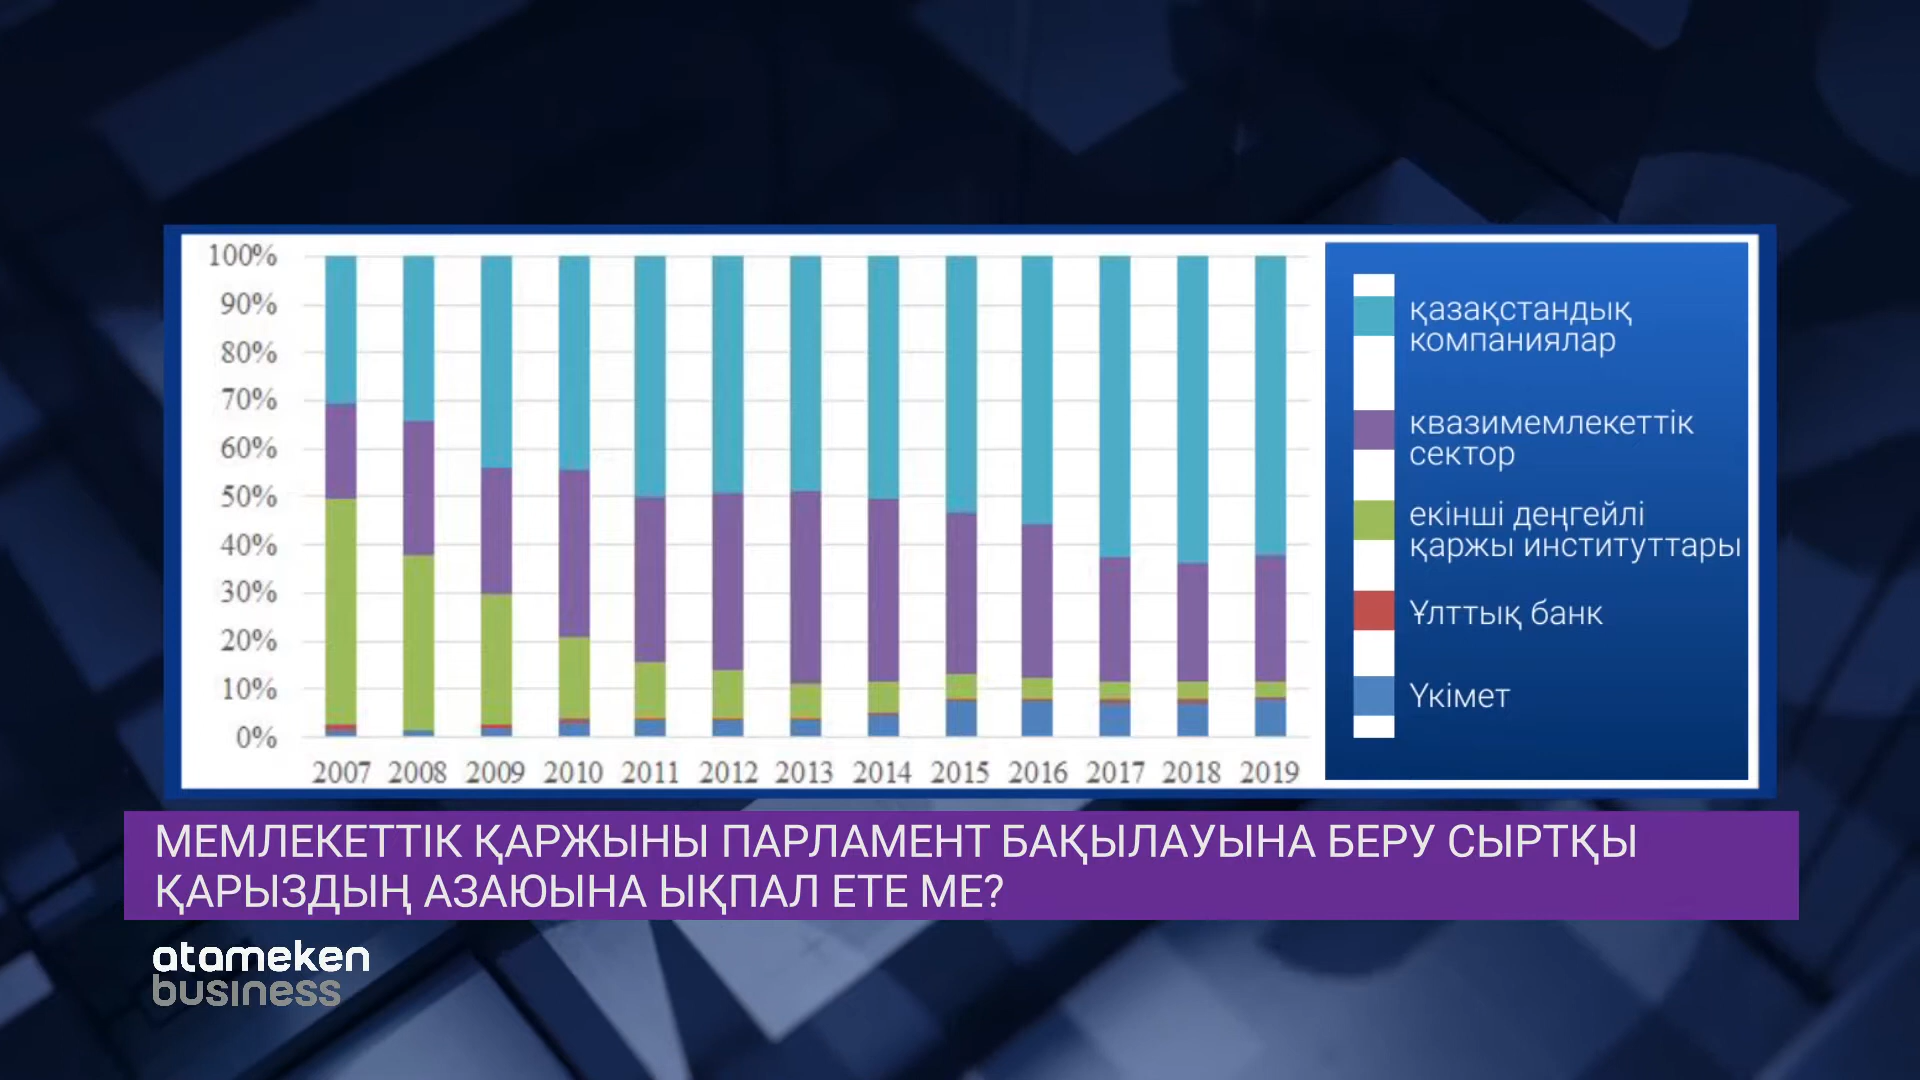 100%
90%
80%
70%
60%
50%
40%
30%
20%
10%
0%
2007 2008 2009 2010 2011 2012 2013 2014 2015 2016 2017 2018 2019
қазақстандық
компаниялар
квазимемлекеттік
сектор
екінші деңгейлі
қаржы институттары
Ұлттық банк
Үкімет
МЕМЛЕКЕТТІК ҚАРЖЫНЫ ПАРЛАМЕНТ БАҚЫЛАУЫНА БЕРУ СЫРТҚЫ
ҚАРЫЗДЫҢ АЗАЮЫНА ЫҚПАЛ ЕТЕ МЕ?
atameken
business